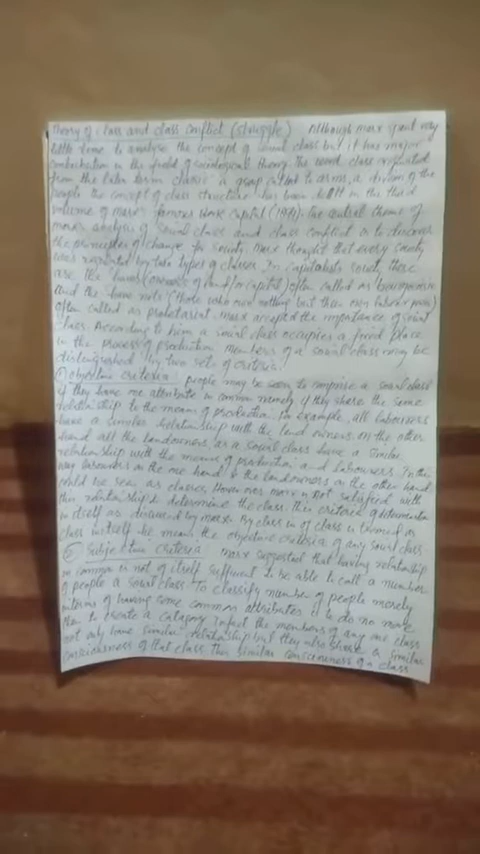 Theory of class and class conflict (struggle) Although marx spent very
little time to analyse the concept of social class but it has major
contribution in the field of sociological theory. The word class originated
from the latin term classis a group called to arms, a division of the
people the concept of class structure has been dealt in the third
volume of marx's famous work capital (1894). The central theme of
marx analysis of social class and class conflict is to discover
the principles of change in society. Marx thought that every society
was by two types of classes In capitalists society there
are the haves (owners of land/or capital) often called as bourgeoisie
and the have nots (those who own nothing but their own labour power)
often called as proletariat. marx accepted the importance of social
class. According to him a social class occupies a fixed place
in the process of production. members of a social class may be
distinguished by two sets of criteria.
① objective criteria: people may be seen to comprise a social class
if they have one attribute in common namely if they share the same
relationship to the means of production. For example, all labourers
have a similar relationship with the land owners. on the other
hand all the landowners as a social class have a similar
relationship with the means of production and labourers. In this
way labourers on the one hand & the landowners on the other hand
could be seen as classes. However marx is not satisfied with
this relationship to determine the class. This criteria of determination
in itself as discussed by marx. By class in of class is termed as
class in itself he means the objective criteria of any social class
② Subjective criteria marx suggested that having relationship
in common is not of itself sufficient to be able to call a number
of people a social class. To classify number of people merely
interms of having some common attributes is to do no more
than to create a category. Infact the members of any one class
not only have similar relationship but they also share a similar
consciousness of that class. This similar consciousness of a class